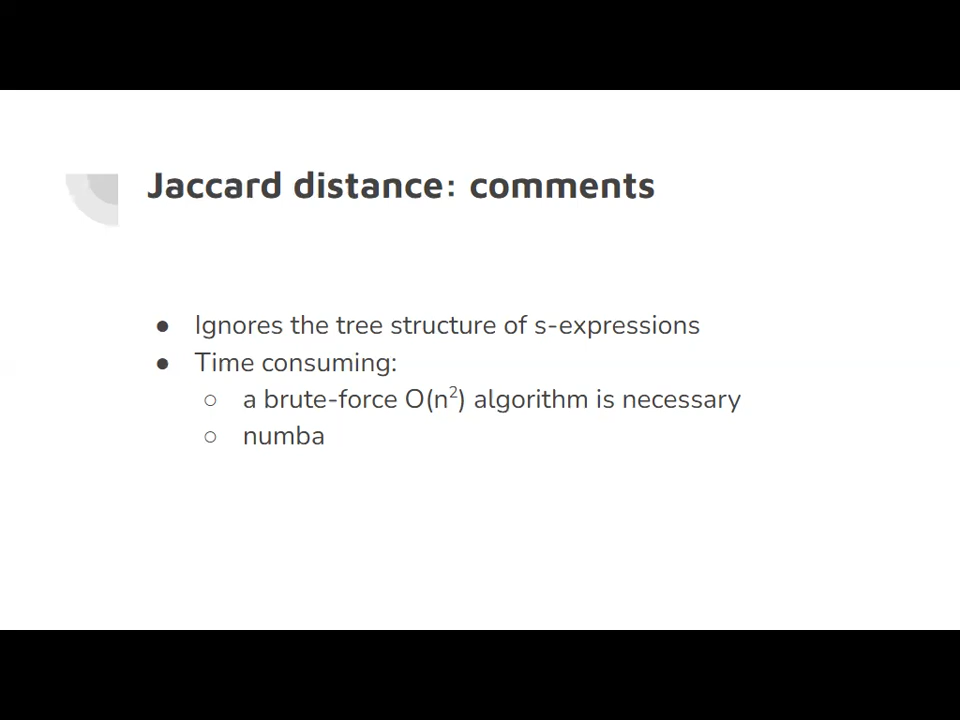 Jaccard distance: comments
● Ignores the tree structure of s-expressions
● Time consuming:
○ a brute-force O(n²) algorithm is necessary
○ numba